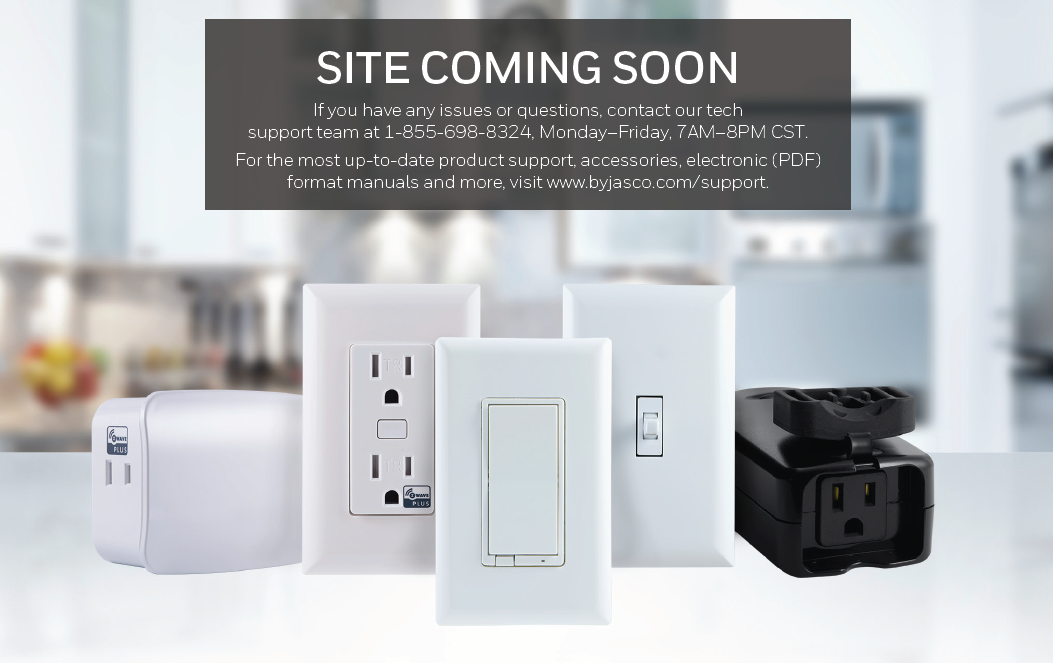 SITE COMING SOON
If you have any issues or questions, contact our tech
support team at 1-855-698-8324, Monday–Friday, 7AM–8PM CST.
For the most up-to-date product support, accessories, electronic (PDF)
format manuals and more, visit www.byjasco.com/support.
TR
WAVE
PLUS
TR
WAVE
PLUS